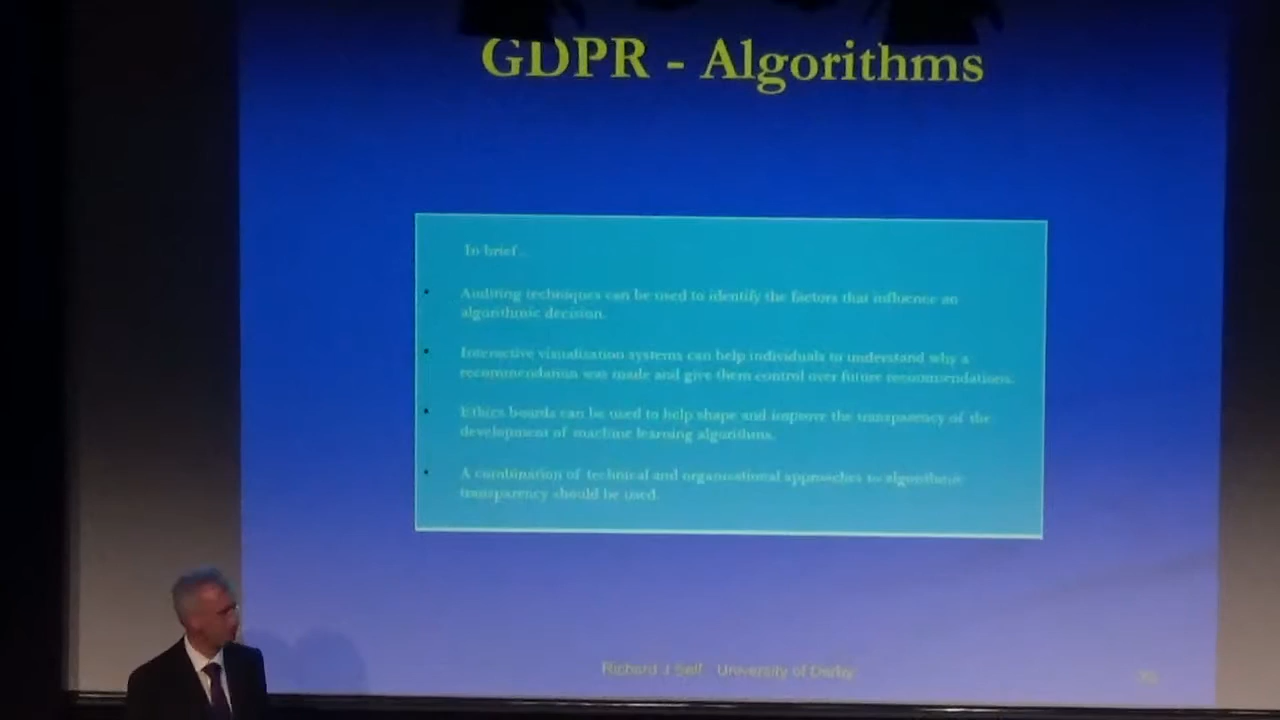 GDPR - Algorithms
In brief...
• Auditing techniques can be used to identify the factors that influence an
algorithmic decision.
• Interactive visualization systems can help individuals to understand why a
recommendation was made and give them control over future recommendations.
• Ethics boards can be used to help shape and improve the transparency of the
development of machine learning algorithms.
• A combination of technical and organisational approaches to algorithmic
transparency should be used.
Richard J Self University of Derby